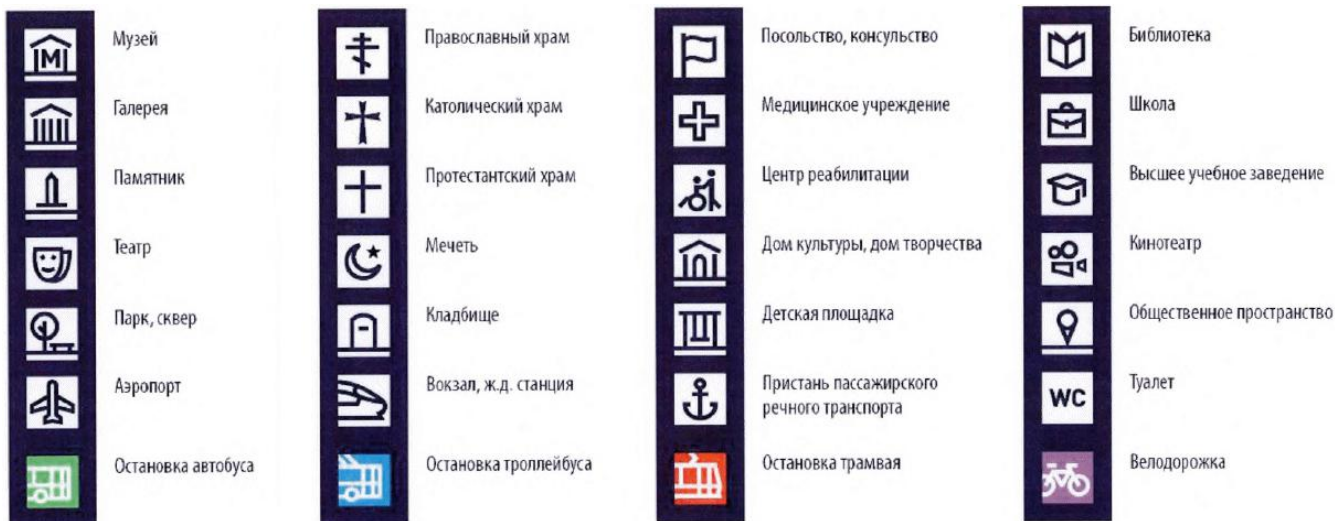 М
Музей
Галерея
Памятник
Театр
Парк, сквер
Аэропорт
Остановка автобуса
Православный храм
Католический храм
Протестантский храм
Мечеть
Кладбище
Вокзал, ж.д. станция
Остановка троллейбуса
Посольство, консульство
Медицинское учреждение
Центр реабилитации
Дом культуры, дом творчества
Детская площадка
Пристань пассажирского
речного транспорта
Остановка трамвая
Библиотека
Школа
Высшее учебное заведение
Кинотеатр
Общественное пространство
WC
Туалет
Велодорожка